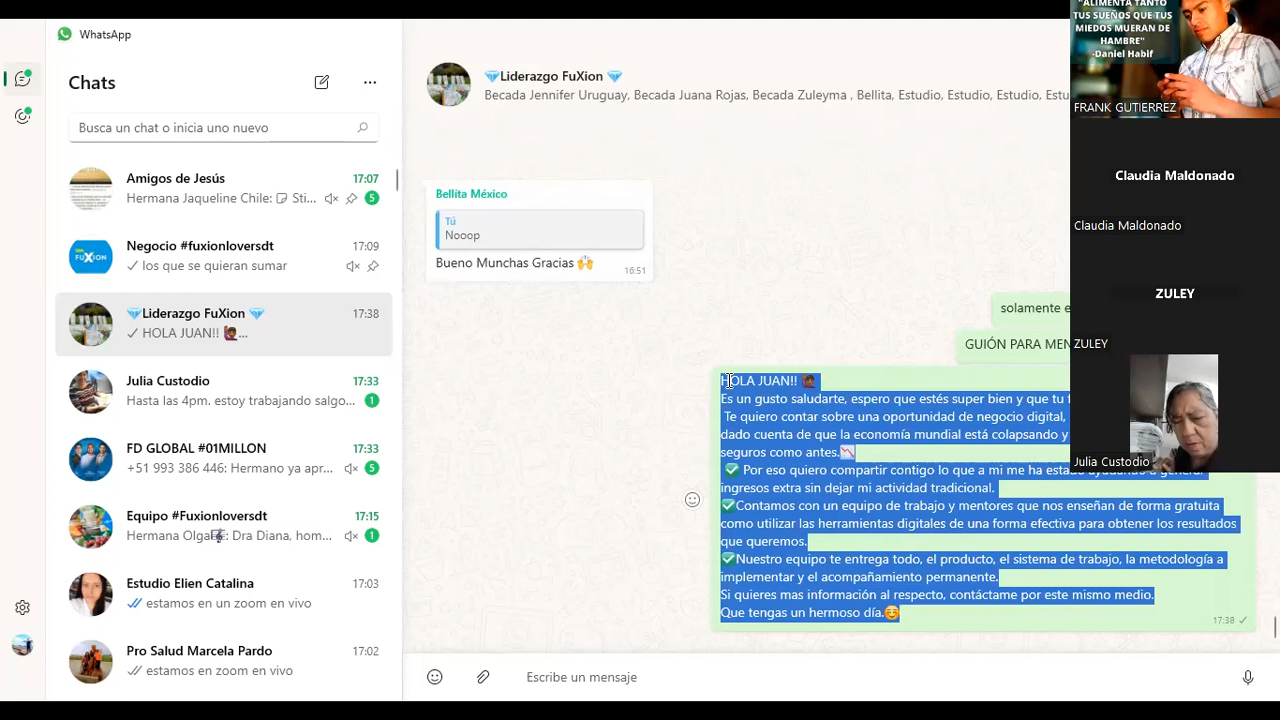 WhatsApp
Chats
Busca un chat o inicia uno nuevo
Amigos de Jesús 17:07
Hermana Jaqueline Chile: Sti... 5
Negocio #fuxionloversdt 17:09
los que se quieran sumar
Liderazgo FuXion 17:38
HOLA JUAN!! ...
Julia Custodio 17:33
Hasta las 4pm. estoy trabajando salgo... 1
FD GLOBAL #01MILLON 17:33
+51 993 386 446: Hermano ya apr... 5
Equipo #Fuxionloversdt 17:15
Hermana Olga: Dra Diana, hom... 1
Estudio Elien Catalina 17:03
estamos en un zoom en vivo
Pro Salud Marcela Pardo 17:02
estamos en zoom en vivo
Liderazgo FuXion
Becada Jennifer Uruguay, Becada Juana Rojas, Becada Zuleyma , Bellita, Estudio, Estudio, Estudio, Estu
Bellita México
Tú
Nooop
Bueno Munchas Gracias 🙌
16:51
solamente e
GUIÓN PARA MEN
HOLA JUAN!!
Es un gusto saludarte, espero que estés super bien y que tu f
Te quiero contar sobre una oportunidad de negocio digital,
dado cuenta de que la economía mundial está colapsando y
seguros como antes.📉
✅ Por eso quiero compartir contigo lo que a mi me ha estado ayudando a generar
ingresos extra sin dejar mi actividad tradicional.
✅Contamos con un equipo de trabajo y mentores que nos enseñan de forma gratuita
como utilizar las herramientas digitales de una forma efectiva para obtener los resultados
que queremos.
✅Nuestro equipo te entrega todo, el producto, el sistema de trabajo, la metodología a
implementar y el acompañamiento permanente.
Si quieres mas información al respecto, contáctame por este mismo medio.
Que tengas un hermoso día.☺️
17:38
Escribe un mensaje
"ALIMENTA TANTO
TUS SUEÑOS QUE TUS
MIEDOS MUERAN DE
HAMBRE"
-Daniel Habif
FRANK GUTIERREZ
Claudia Maldonado
Claudia Maldonado
ZULEY
ZULEY
Julia Custodio